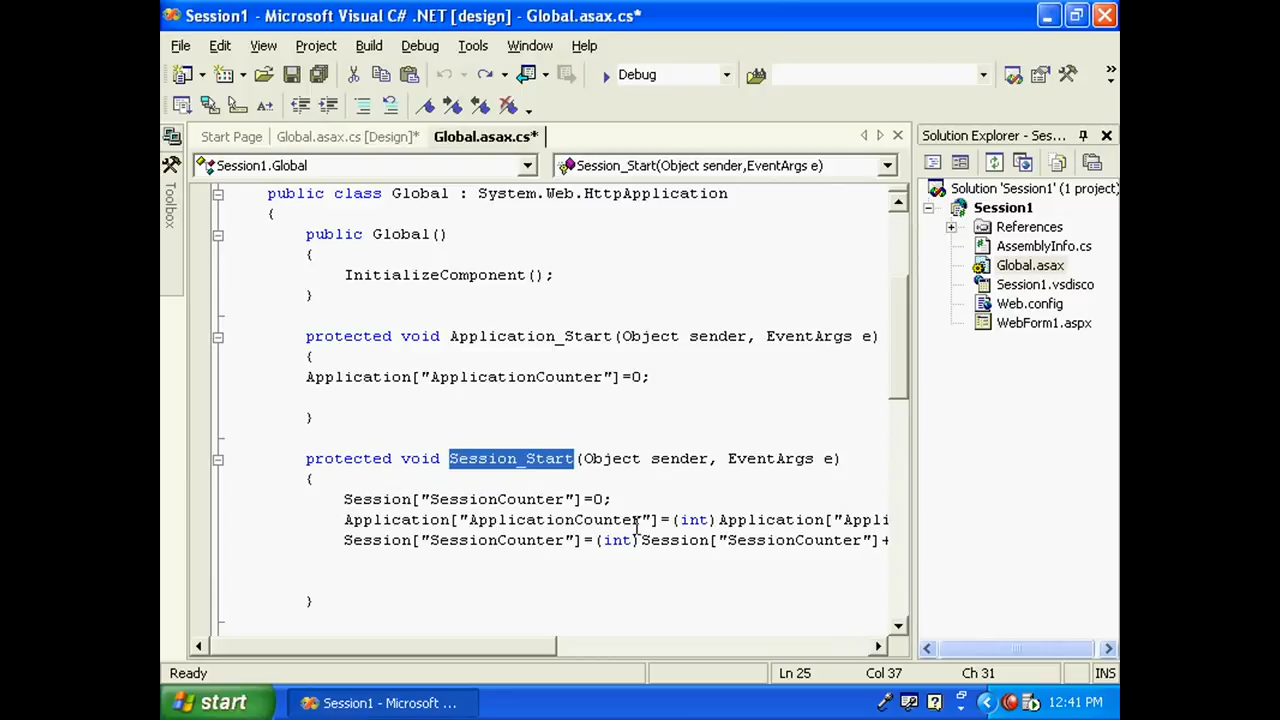 Session1 - Microsoft Visual C# .NET [design] - Global.asax.cs*
File Edit View Project Build Debug Tools Window Help
Debug
Start Page Global.asax.cs [Design]* Global.asax.cs*
Solution Explorer - Ses...
Session1.Global
Session_Start(Object sender,EventArgs e)
Toolbox
public class Global : System.Web.HttpApplication
{
public Global()
{
InitializeComponent();
}
protected void Application_Start(Object sender, EventArgs e)
{
Application["ApplicationCounter"]=0;
}
protected void Session_Start(Object sender, EventArgs e)
{
Session["SessionCounter"]=0;
Application["ApplicationCounter"]=(int)Application["Appli
Session["SessionCounter"]=(int)Session["SessionCounter"]+
}
Solution 'Session1' (1 project)
Session1
References
AssemblyInfo.cs
Global.asax
Session1.vsdisco
Web.config
WebForm1.aspx
Ready
Ln 25 Col 37 Ch 31 INS
start
Session1 - Microsoft ...
12:41 PM